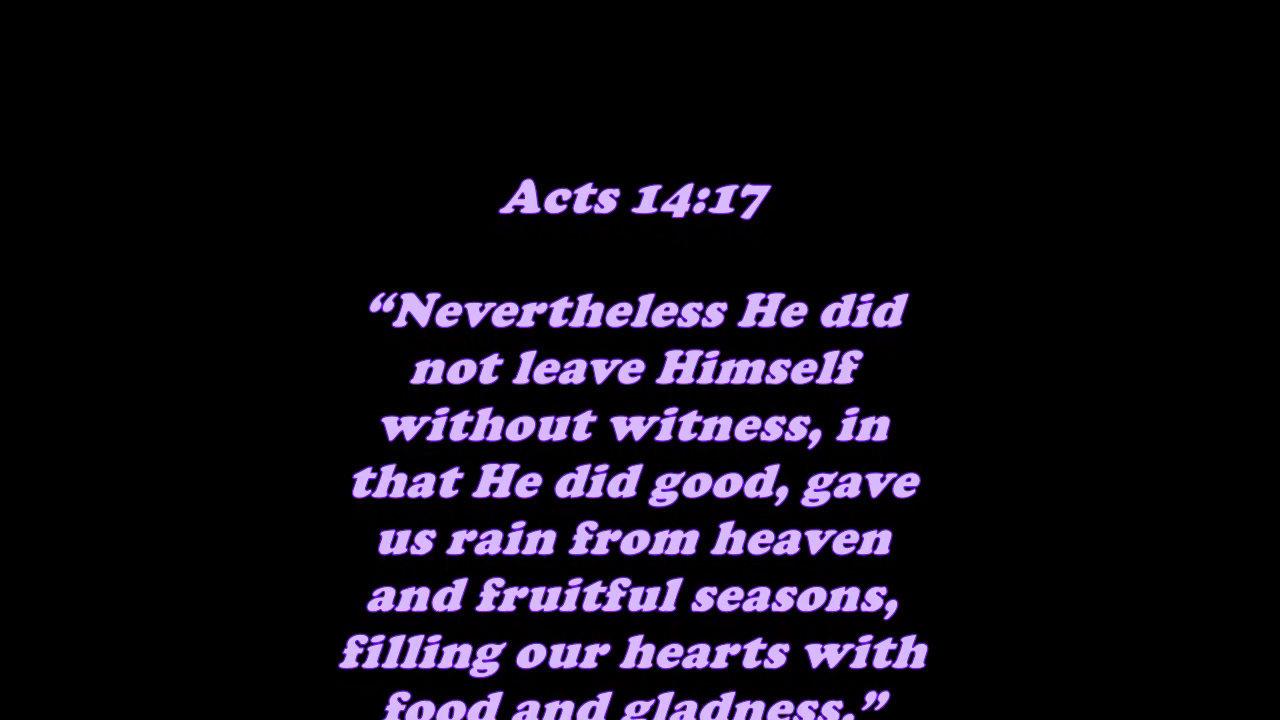 Acts 14:17
“Nevertheless He did
not leave Himself
without witness, in
that He did good, gave
us rain from heaven
and fruitful seasons,
filling our hearts with
food and gladness.”